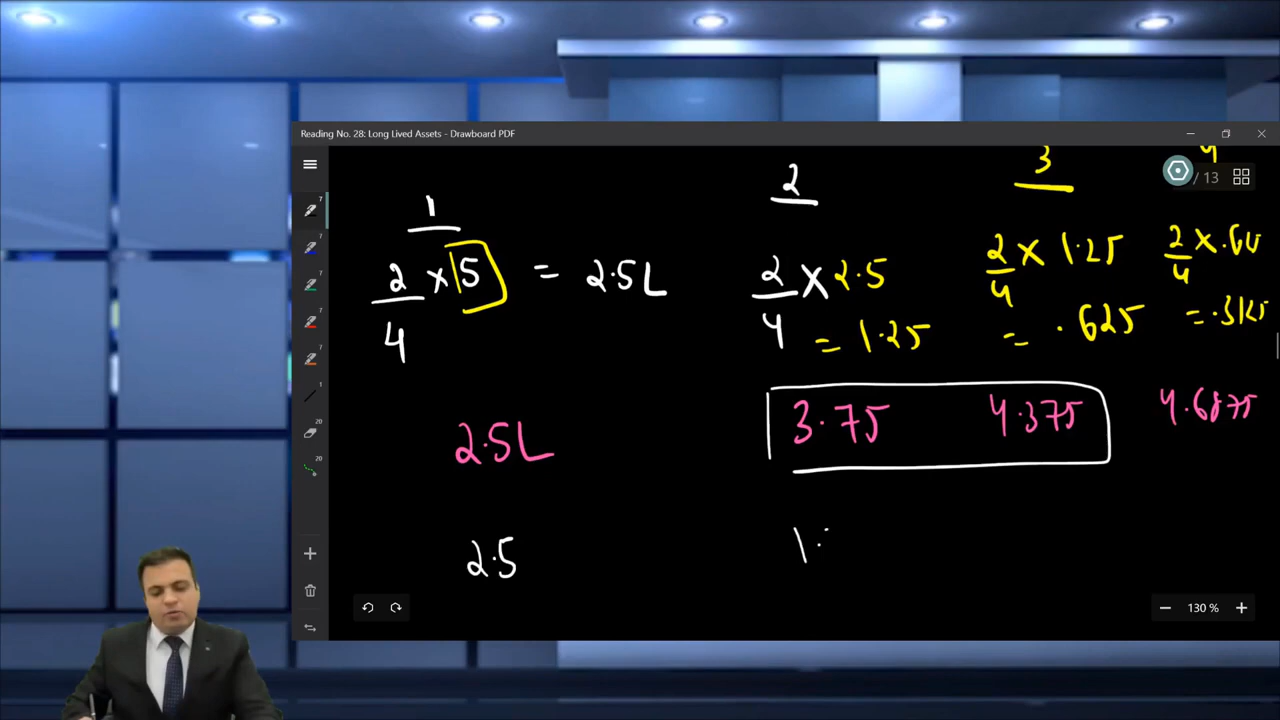 Reading No. 28: Long Lived Assets - Drawboard PDF
/ 13
1 2 3 4
2/4 × 5 = 2.5L
2/4 × 2.5 = 1.25
2/4 × 1.25 = .625
= .3125
2.5L 3.75 4.375 4.6875
2.5 1.
130 %